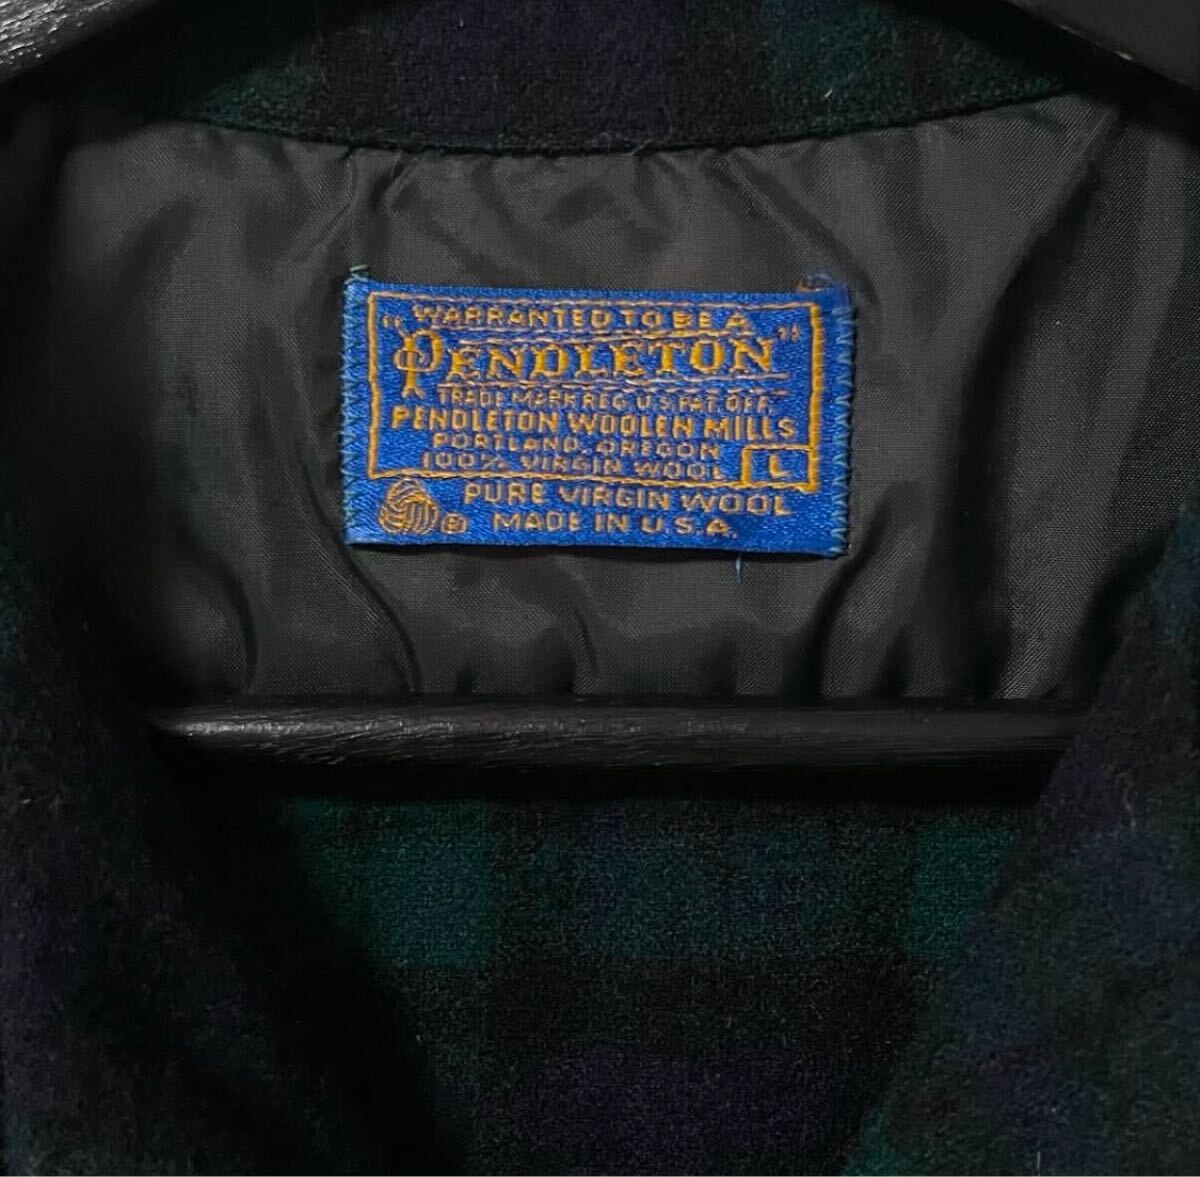 WARRANTED TO BE A
"PENDLETON"
TRADE MARK REG. U.S. PAT. OFF.
PENDLETON WOOLEN MILLS
PORTLAND, OREGON
100% VIRGIN WOOL L
PURE VIRGIN WOOL
® MADE IN U.S.A.